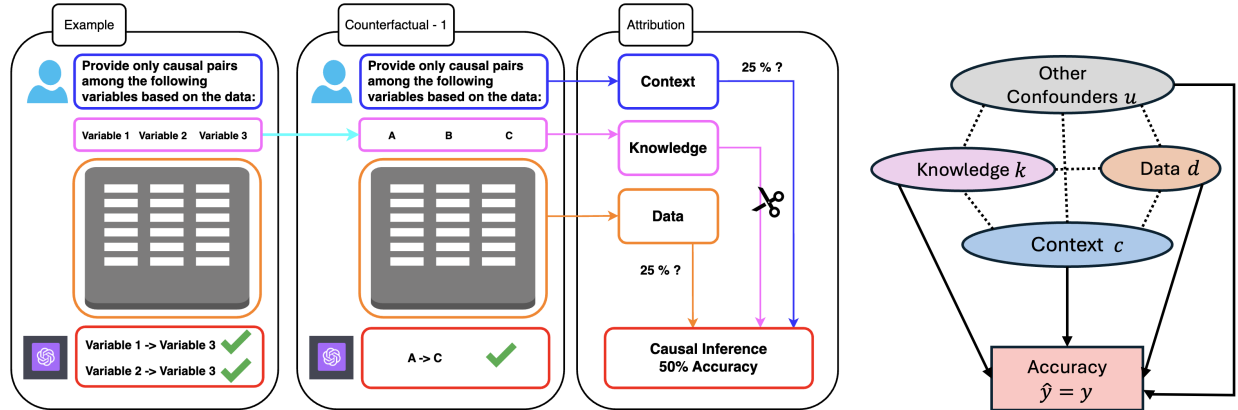 Example
Provide only causal pairs
among the following
variables based on the data:
Variable 1 Variable 2 Variable 3
Variable 1 -> Variable 3
Variable 2 -> Variable 3
Counterfactual - 1
Provide only causal pairs
among the following
variables based on the data:
A B C
A -> C
Attribution
Context
25 % ?
Knowledge
Data
25 % ?
Causal Inference
50% Accuracy
Other
Confounders u
Knowledge k
Data d
Context c
Accuracy
ŷ = y